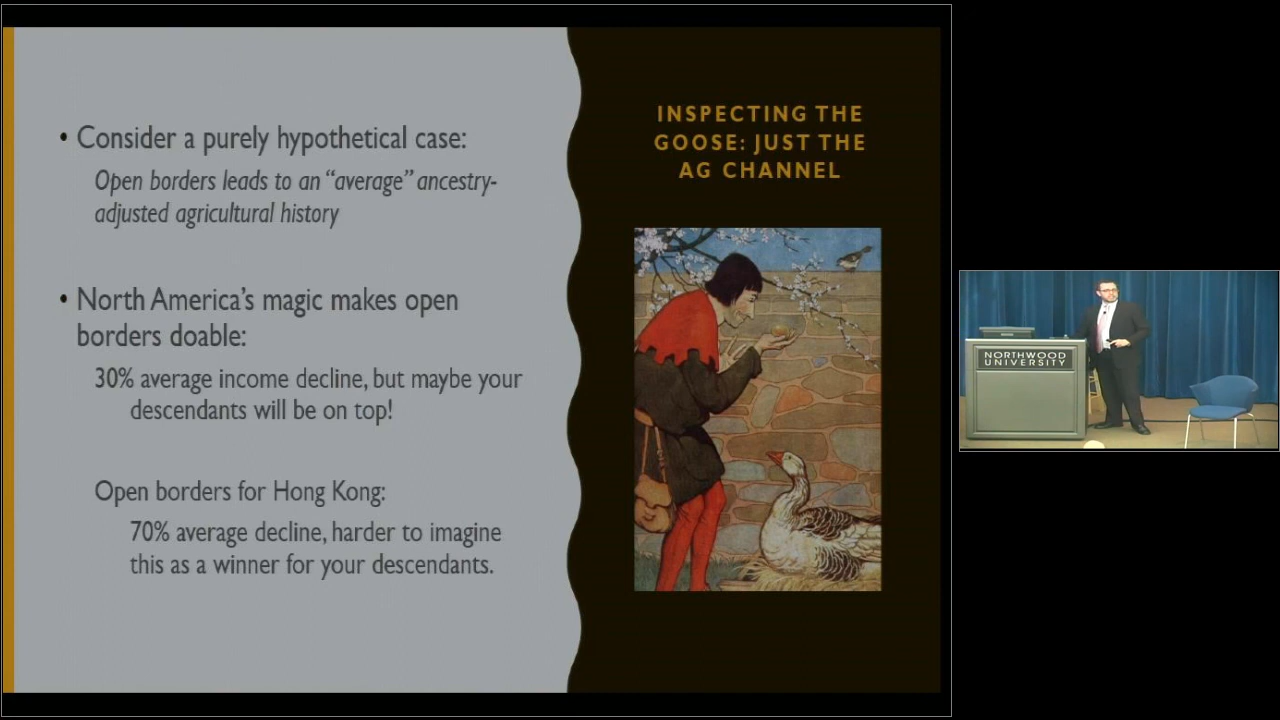 • Consider a purely hypothetical case:
Open borders leads to an “average” ancestry-
adjusted agricultural history
• North America’s magic makes open
borders doable:
30% average income decline, but maybe your
descendants will be on top!
Open borders for Hong Kong:
70% average decline, harder to imagine
this as a winner for your descendants.
INSPECTING THE
GOOSE: JUST THE
AG CHANNEL
NORTHWOOD
UNIVERSITY